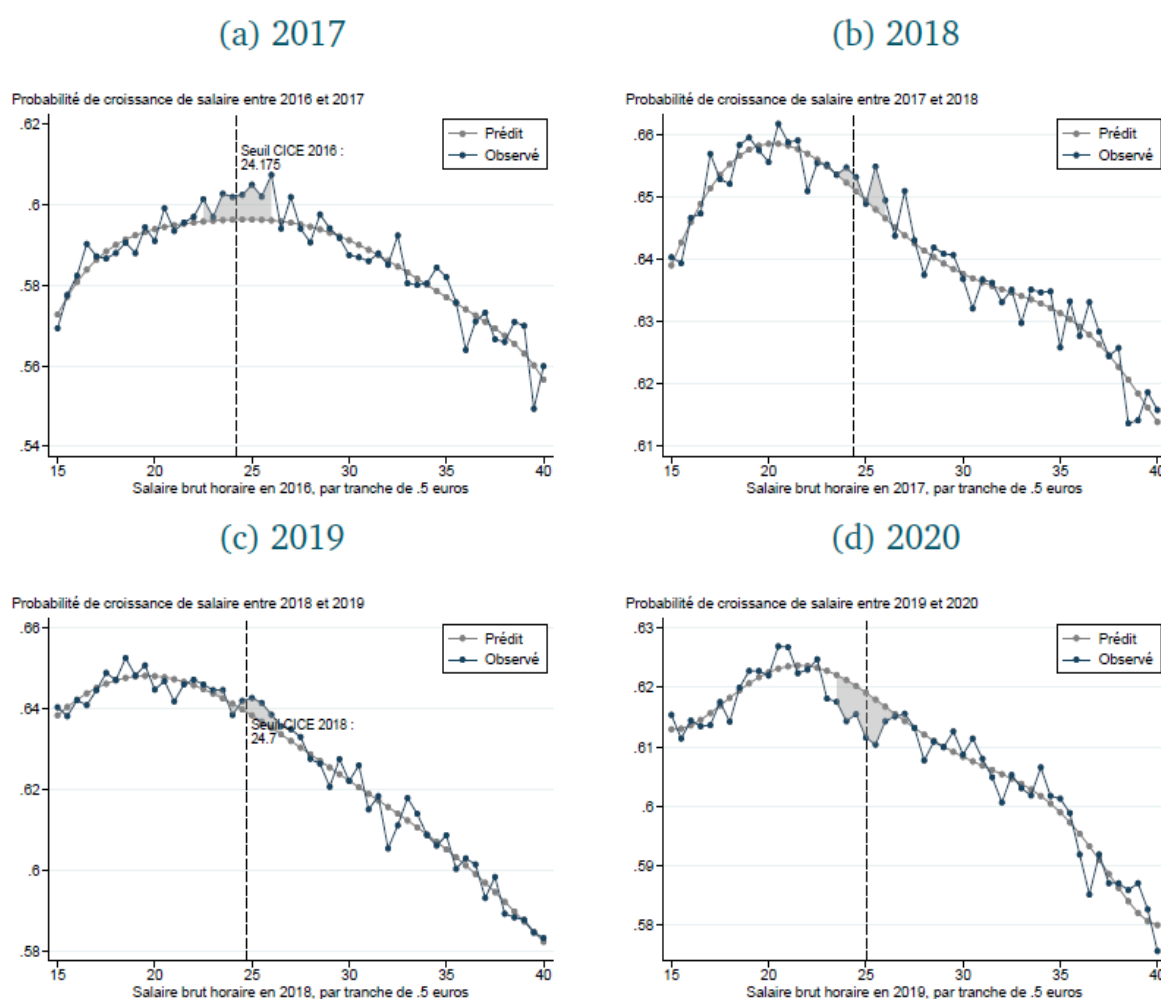 (a) 2017
Probabilité de croissance de salaire entre 2016 et 2017
.62
.6
.58
.56
.54
Prédit
Observé
Seuil CICE 2016 :
24.175
15 20 25 30 35 40
Salaire brut horaire en 2016, par tranche de .5 euros
(b) 2018
Probabilité de croissance de salaire entre 2017 et 2018
.66
.65
.64
.63
.62
.61
Prédit
Observé
15 20 25 30 35 40
Salaire brut horaire en 2017, par tranche de .5 euros
(c) 2019
Probabilité de croissance de salaire entre 2018 et 2019
.66
.64
.62
.6
.58
Prédit
Observé
Seuil CICE 2018 :
24.7
15 20 25 30 35 40
Salaire brut horaire en 2018, par tranche de .5 euros
(d) 2020
Probabilité de croissance de salaire entre 2019 et 2020
.63
.62
.61
.6
.59
.58
Prédit
Observé
15 20 25 30 35 40
Salaire brut horaire en 2019, par tranche de .5 euros